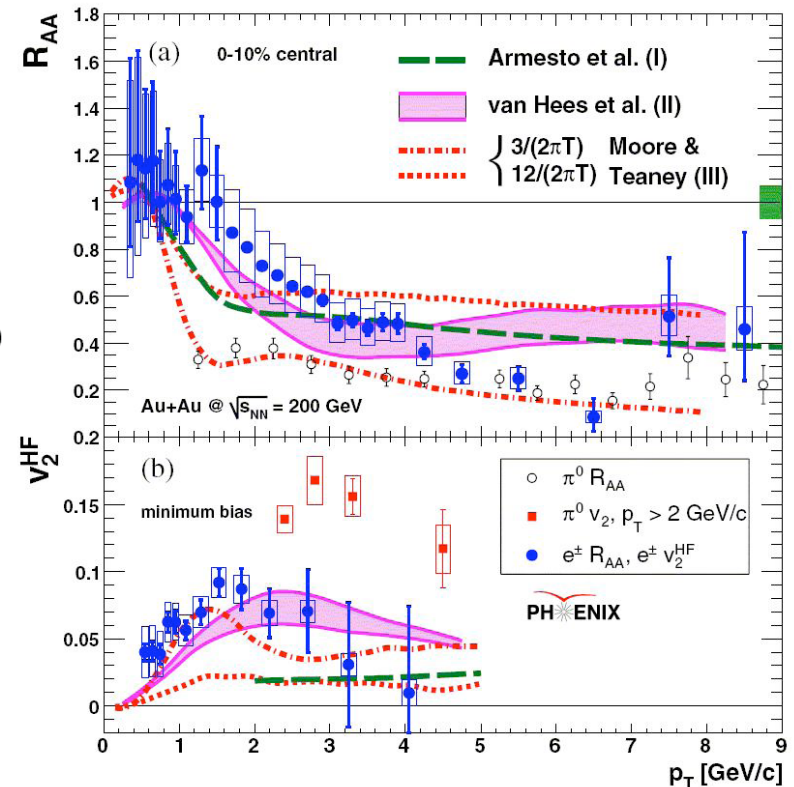 R_AA
1.8
1.6
1.4
1.2
1
0.8
0.6
0.4
0.2
(a) 0-10% central
Armesto et al. (I)
van Hees et al. (II)
3/(2πT) Moore &
12/(2πT) Teaney (III)
Au+Au @ √s_NN = 200 GeV
)
v_2^HF
0.2
0.15
0.1
0.05
0
(b)
minimum bias
π⁰ R_AA
π⁰ v_2, p_T > 2 GeV/c
e± R_AA, e± v_2^HF
PHENIX
0 1 2 3 4 5 6 7 8 9
p_T [GeV/c]